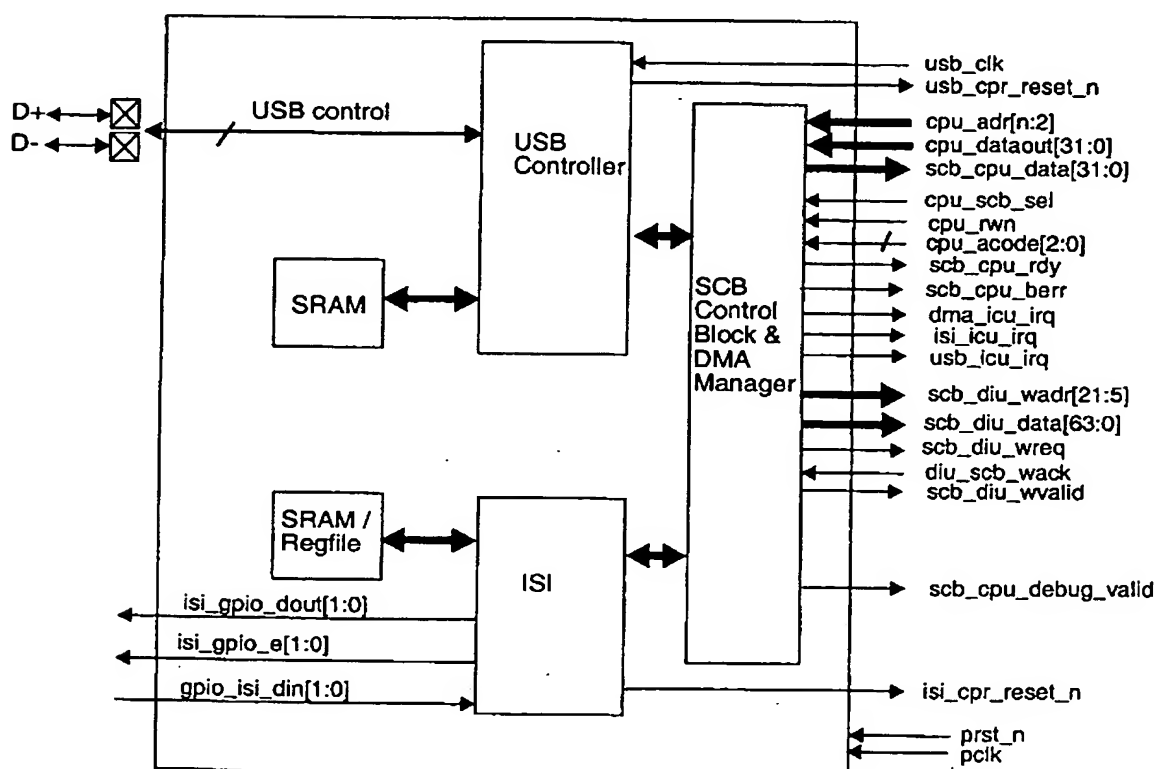 D+
D-
USB control
USB
Controller
SRAM
SRAM /
Regfile
ISI
SCB
Control
Block &
DMA
Manager
isi_gpio_dout[1:0]
isi_gpio_e[1:0]
gpio_isi_din[1:0]
usb_clk
usb_cpr_reset_n
cpu_adr[n:2]
cpu_dataout[31:0]
scb_cpu_data[31:0]
cpu_scb_sel
cpu_rwn
cpu_acode[2:0]
scb_cpu_rdy
scb_cpu_berr
dma_icu_irq
isi_icu_irq
usb_icu_irq
scb_diu_wadr[21:5]
scb_diu_data[63:0]
scb_diu_wreq
diu_scb_wack
scb_diu_wvalid
scb_cpu_debug_valid
isi_cpr_reset_n
prst_n
pclk